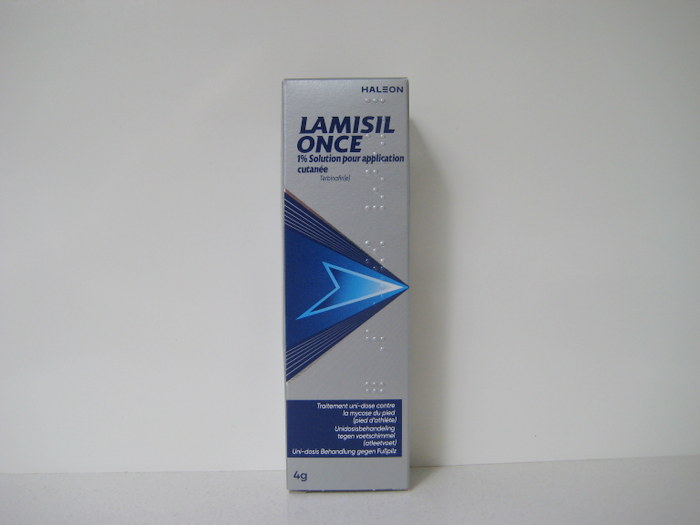 HALEON
LAMISIL
ONCE
1% Solution pour application
cutanée
Terbinafin(e)
Traitement uni-dose contre
la mycose du pied
(pied d'athlète)
Unidosisbehandeling
tegen voetschimmel
(atleetvoet)
Uni-dosis Behandlung gegen Fußpilz
4g